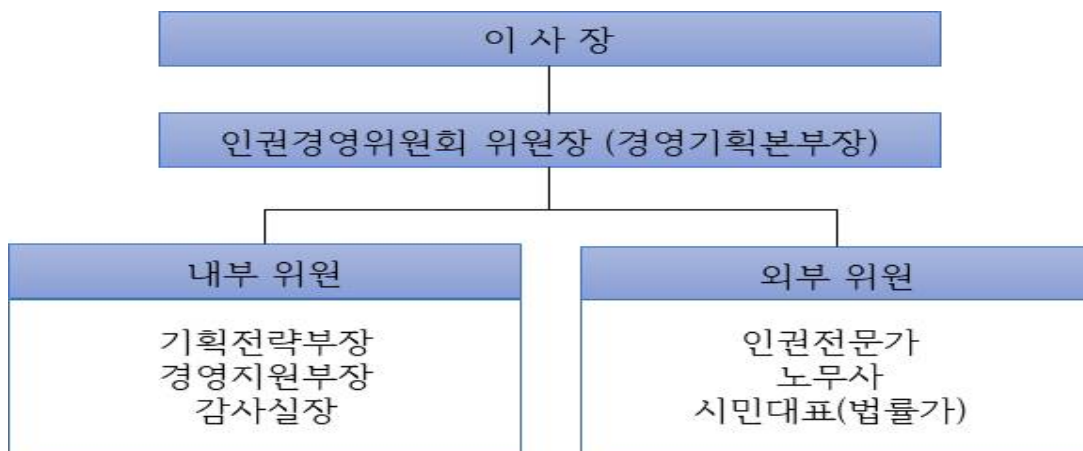 이 사 장
인권경영위원회 위원장 (경영기획본부장)
내부 위원
기획전략부장
경영지원부장
감사실장
외부 위원
인권전문가
노무사
시민대표(법률가)